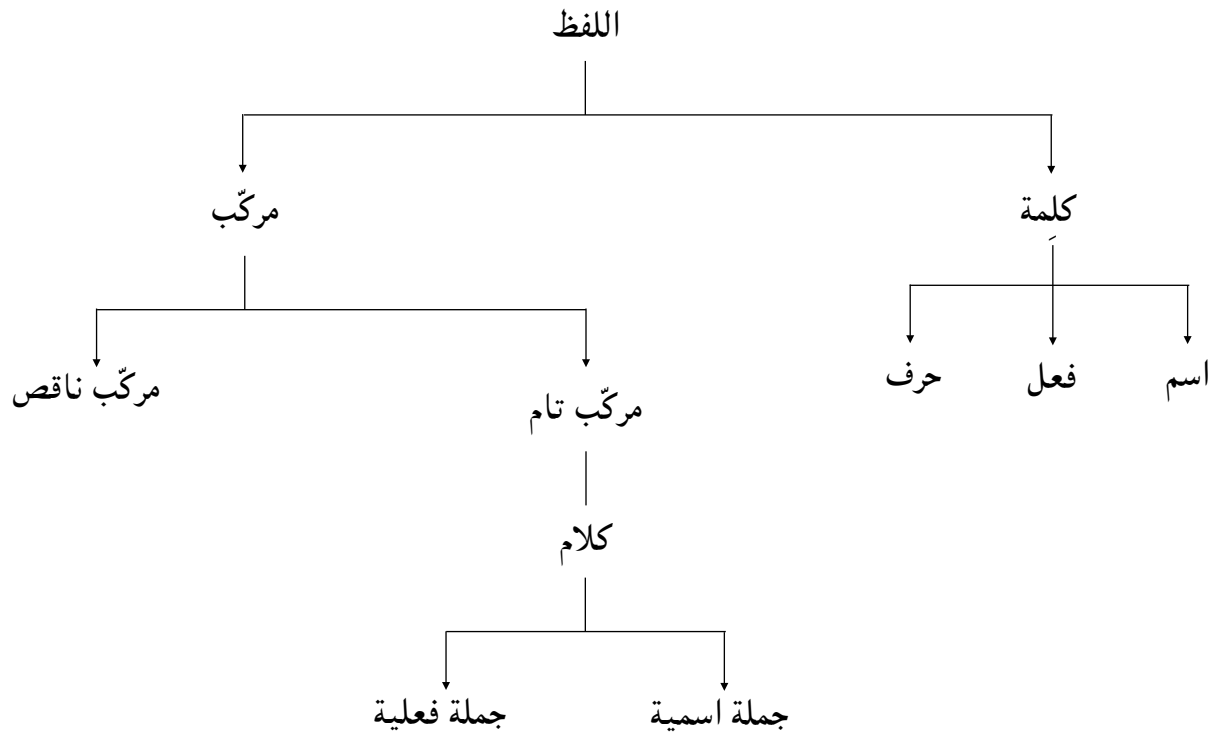 اللفظ
كلمة مركّب
اسم فعل حرف مركّب تام مركّب ناقص
كلام
جملة اسمية جملة فعلية